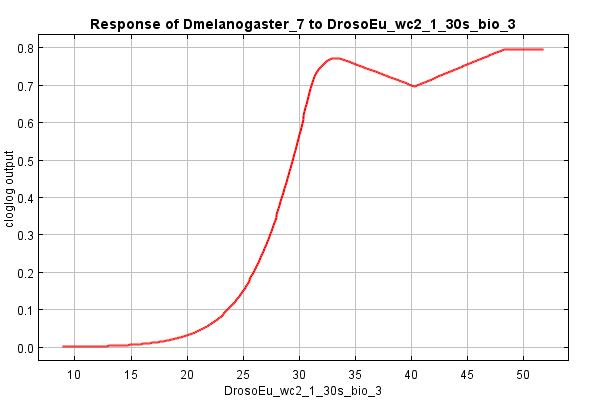 Response of Dmelanogaster_7 to DrosoEu_wc2_1_30s_bio_3
cloglog output
0.8
0.7
0.6
0.5
0.4
0.3
0.2
0.1
0.0
10 15 20 25 30 35 40 45 50
DrosoEu_wc2_1_30s_bio_3